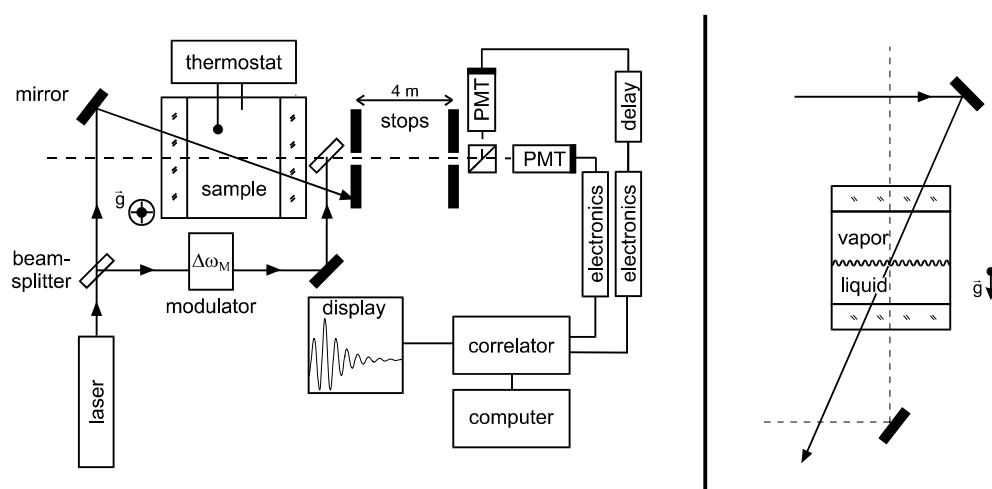 thermostat
mirror
4 m
stops
PMT
delay
PMT
sample
g
beam-
splitter
Δω_M
modulator
electronics
electronics
display
correlator
computer
laser
vapor
liquid
g